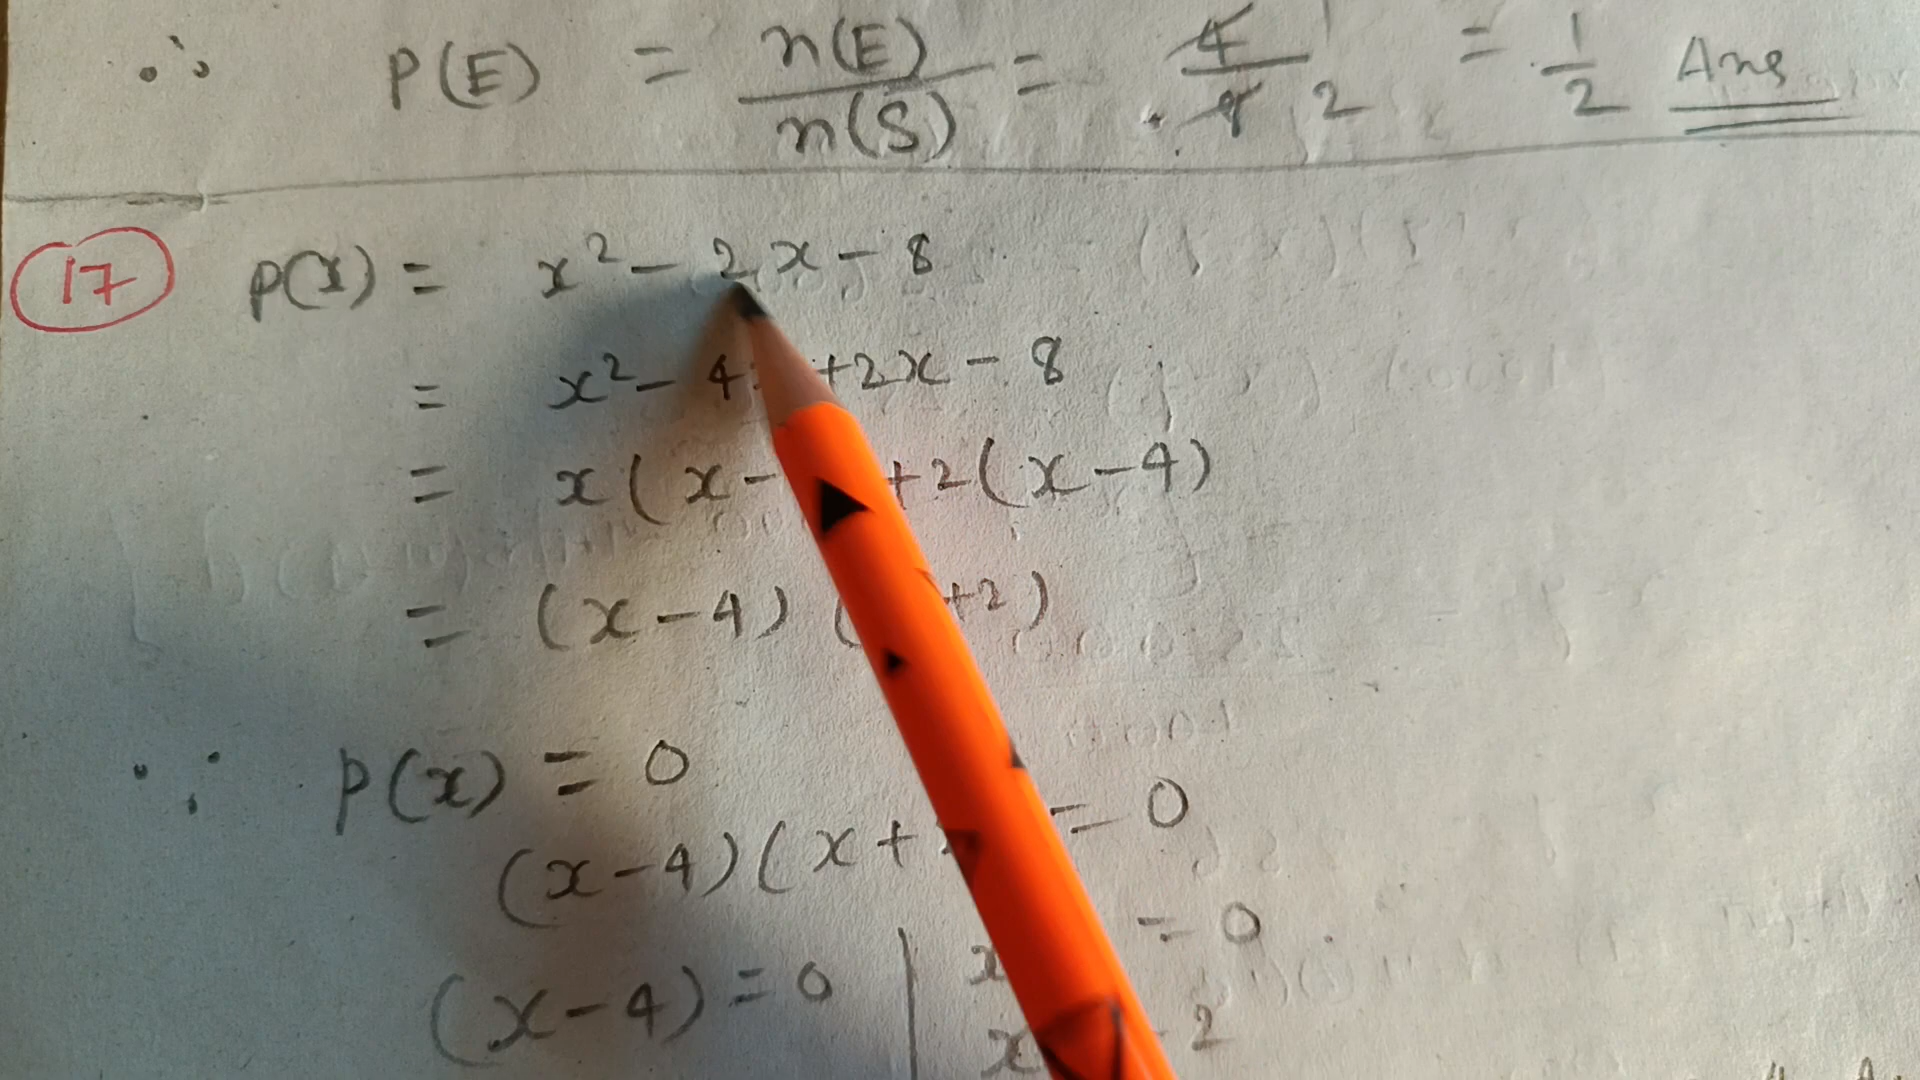 ∴ P(E) = n(E)/n(S) = 4/8 1 2 = 1/2 Ans
17 P(x) = x² - 2x - 8
= x² - 4 +2x - 8
= x(x- +2(x-4)
= (x-4) ( +2)
∵ P(x) = 0
(x-4)(x+ = 0
(x-4) = 0 | x = 0
x 2